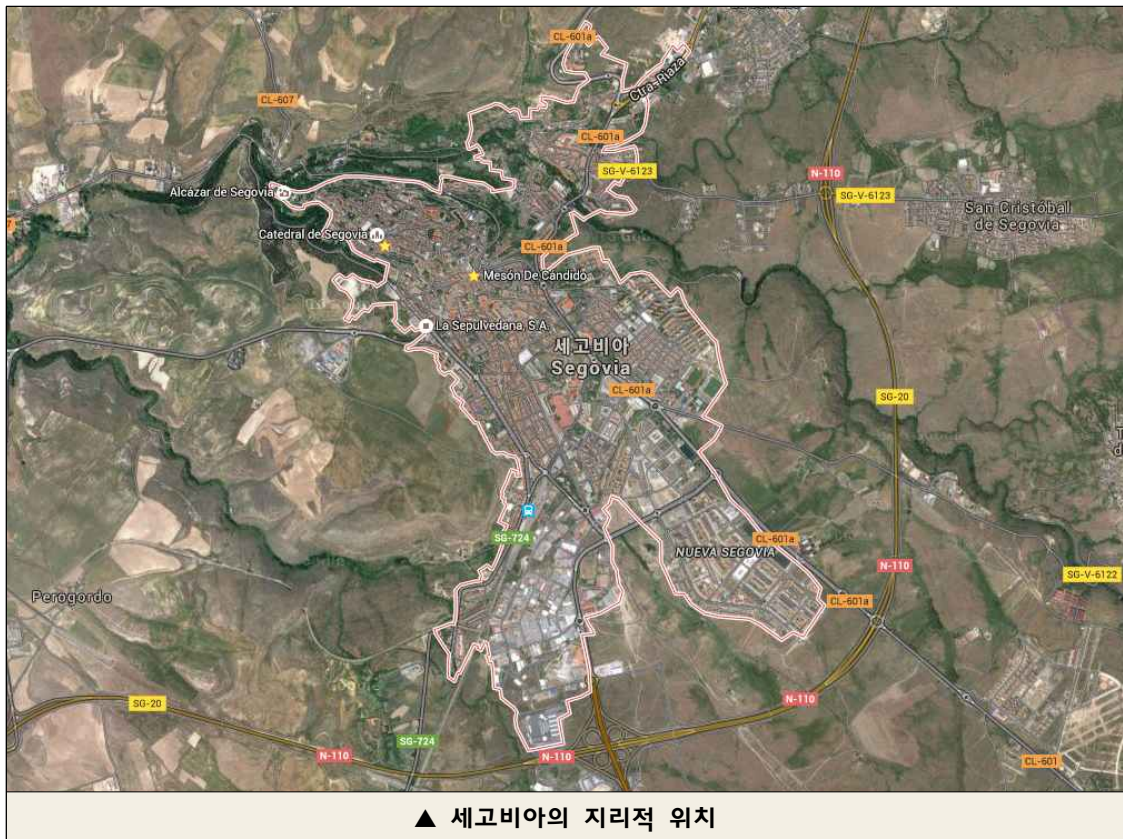 CL-601a
Ctra. Riaza
CL-607
CL-601a
SG-V-6123
N-110
SG-V-6123
Alcázar de Segovia
San Cristóbal
de Segovia
Catedral de Segovia
CL-601a
Mesón De Cándido
La Sepulvedana, S.A.
세고비아
Segovia
CL-601a
SG-20
SG-724
CL-601a
NUEVA SEGOVIA
N-110
SG-V-6122
Perogordo
CL-601a
SG-20
N-110
SG-724
N-110
N-110
CL-601
▲ 세고비아의 지리적 위치